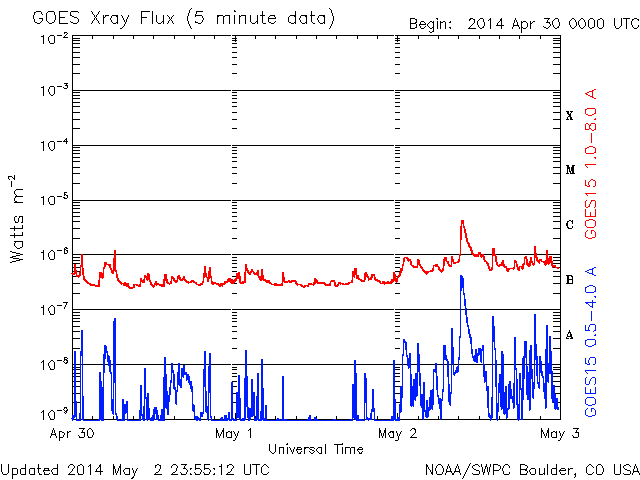 GOES Xray Flux (5 minute data)
Begin: 2014 Apr 30 0000 UTC
10⁻²
10⁻³
10⁻⁴
10⁻⁵
10⁻⁶
10⁻⁷
10⁻⁸
10⁻⁹
Watts m⁻²
X
M
C
B
A
GOES15 1.0-8.0 A
GOES15 0.5-4.0 A
Apr 30
May 1
May 2
May 3
Universal Time
Updated 2014 May 2 23:55:12 UTC
NOAA/SWPC Boulder, CO USA